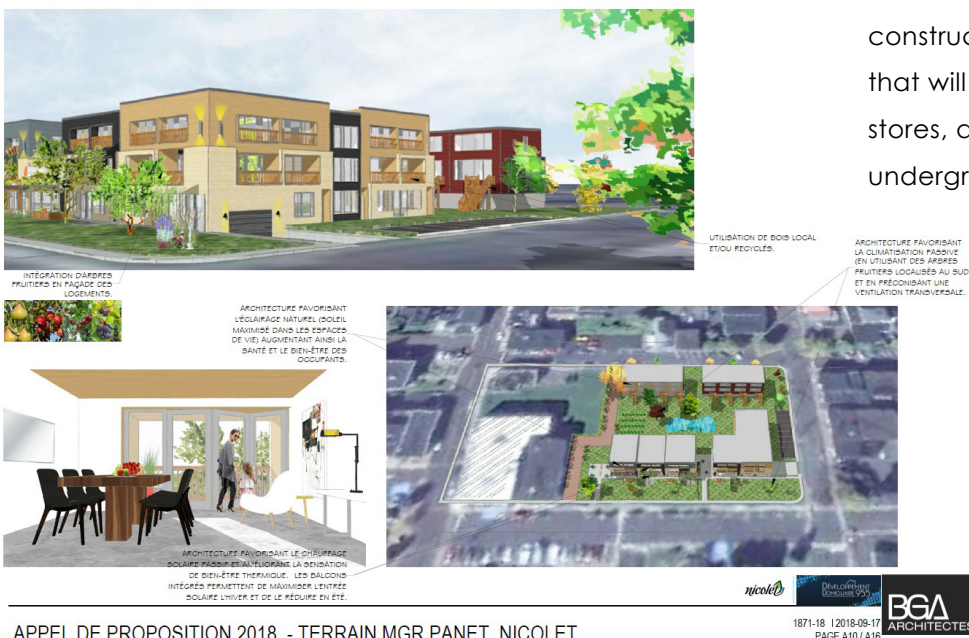 construc
that will
stores, a
undergr
UTILISATION DE BOIS LOCAL
ET/OU RECYCLÉS.
ARCHITECTURE FAVORISANT
LA CLIMATISATION PASSIVE
(EN UTILISANT DES ARBRES
FRUITIERS LOCALISÉS AU SUD
ET EN PRÉCONISANT UNE
VENTILATION TRANSVERSALE.
INTÉGRATION D'ARBRES
FRUITIERS EN FAÇADE DES
LOGEMENTS.
ARCHITECTURE FAVORISANT
L'ÉCLAIRAGE NATUREL (SOLEIL
MAXIMISÉ DANS LES ESPACES
DE VIE) AUGMENTANT AINSI LA
SANTÉ ET LE BIEN-ÊTRE DES
OCCUPANTS.
ARCHITECTURE FAVORISANT LE CHAUFFAGE
SOLAIRE PASSIF ET AMÉLIORANT LA SENSATION
DE BIEN-ÊTRE THERMIQUE. LES BALCONS
INTÉGRÉS PERMETTENT DE MAXIMISER L'ENTRÉE
SOLAIRE L'HIVER ET DE LE RÉDUIRE EN ÉTÉ.
nicolet
DÉVELOPPEMENT
DOMICILIAIRE 955
BGA
ARCHITECTES
APPEL DE PROPOSITION 2018 - TERRAIN MGR PANET, NICOLET
1871-18 | 2018-09-17
PAGE A10 / A16